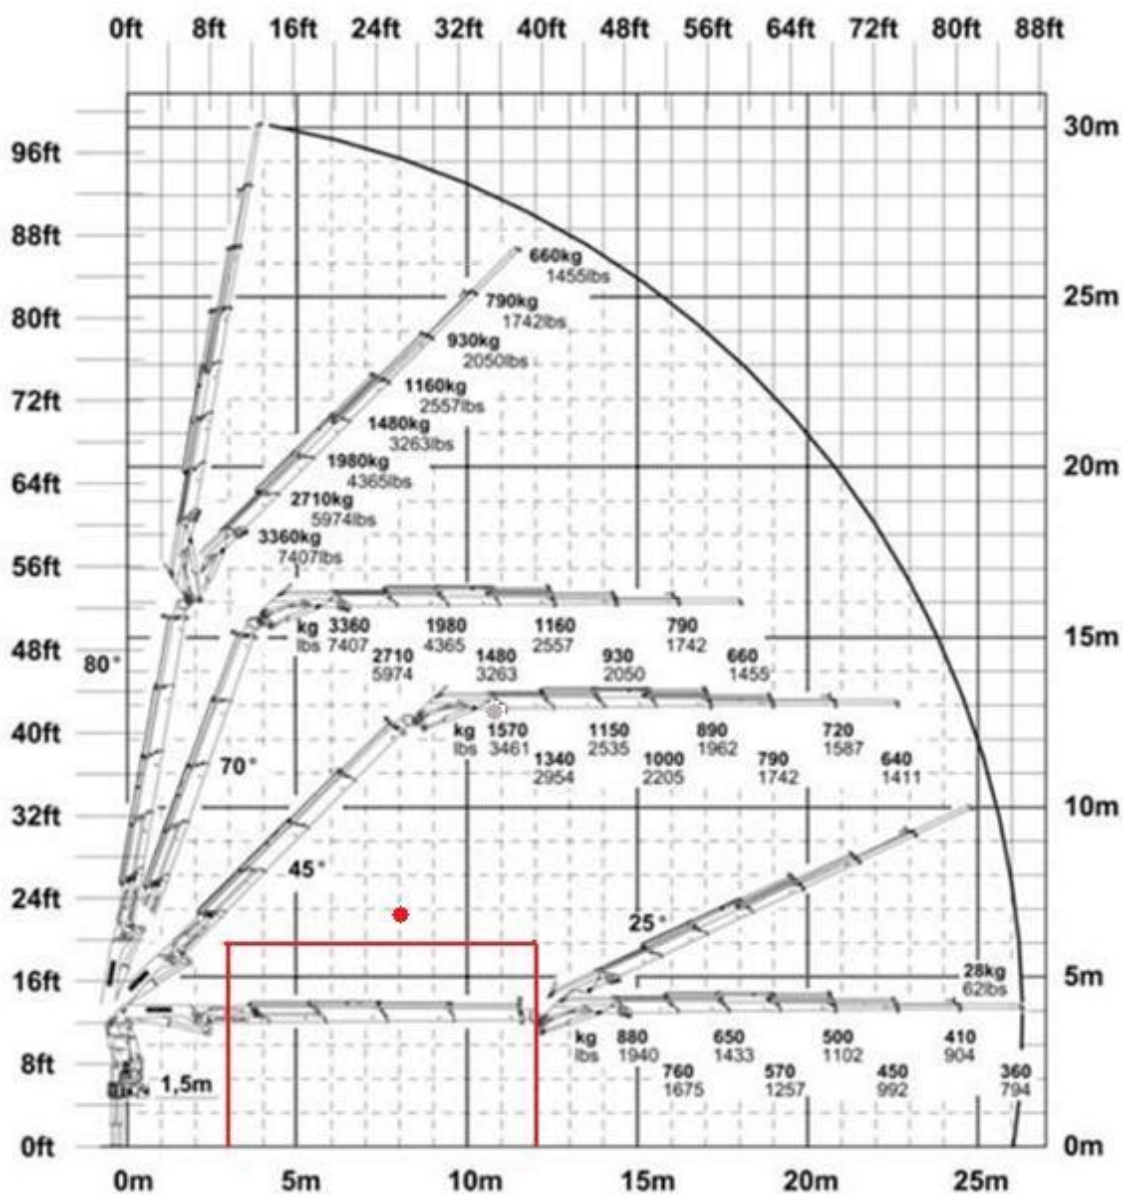 0ft 8ft 16ft 24ft 32ft 40ft 48ft 56ft 64ft 72ft 80ft 88ft
30m
96ft
88ft
660kg
1455lbs
25m
790kg
1742lbs
80ft
930kg
2050lbs
1160kg
2557lbs
72ft
1480kg
3263lbs
20m
1980kg
4365lbs
64ft
2710kg
5974lbs
3360kg
7407lbs
56ft
kg 3360 1980 1160 790
lbs 7407 4365 2557 1742
15m
48ft
2710 1480 930 660
5974 3263 2050 1455
80°
40ft
kg 1570 1150 890 720
lbs 3461 2535 1962 1587
1340 1000 790 640
2954 2205 1742 1411
70°
32ft
10m
45°
24ft
25°
16ft
28kg
62lbs
5m
kg 880 650 500 410
lbs 1940 1433 1102 904
8ft
760 570 450 360
1675 1257 992 794
1,5m
0ft
0m
0m 5m 10m 15m 20m 25m